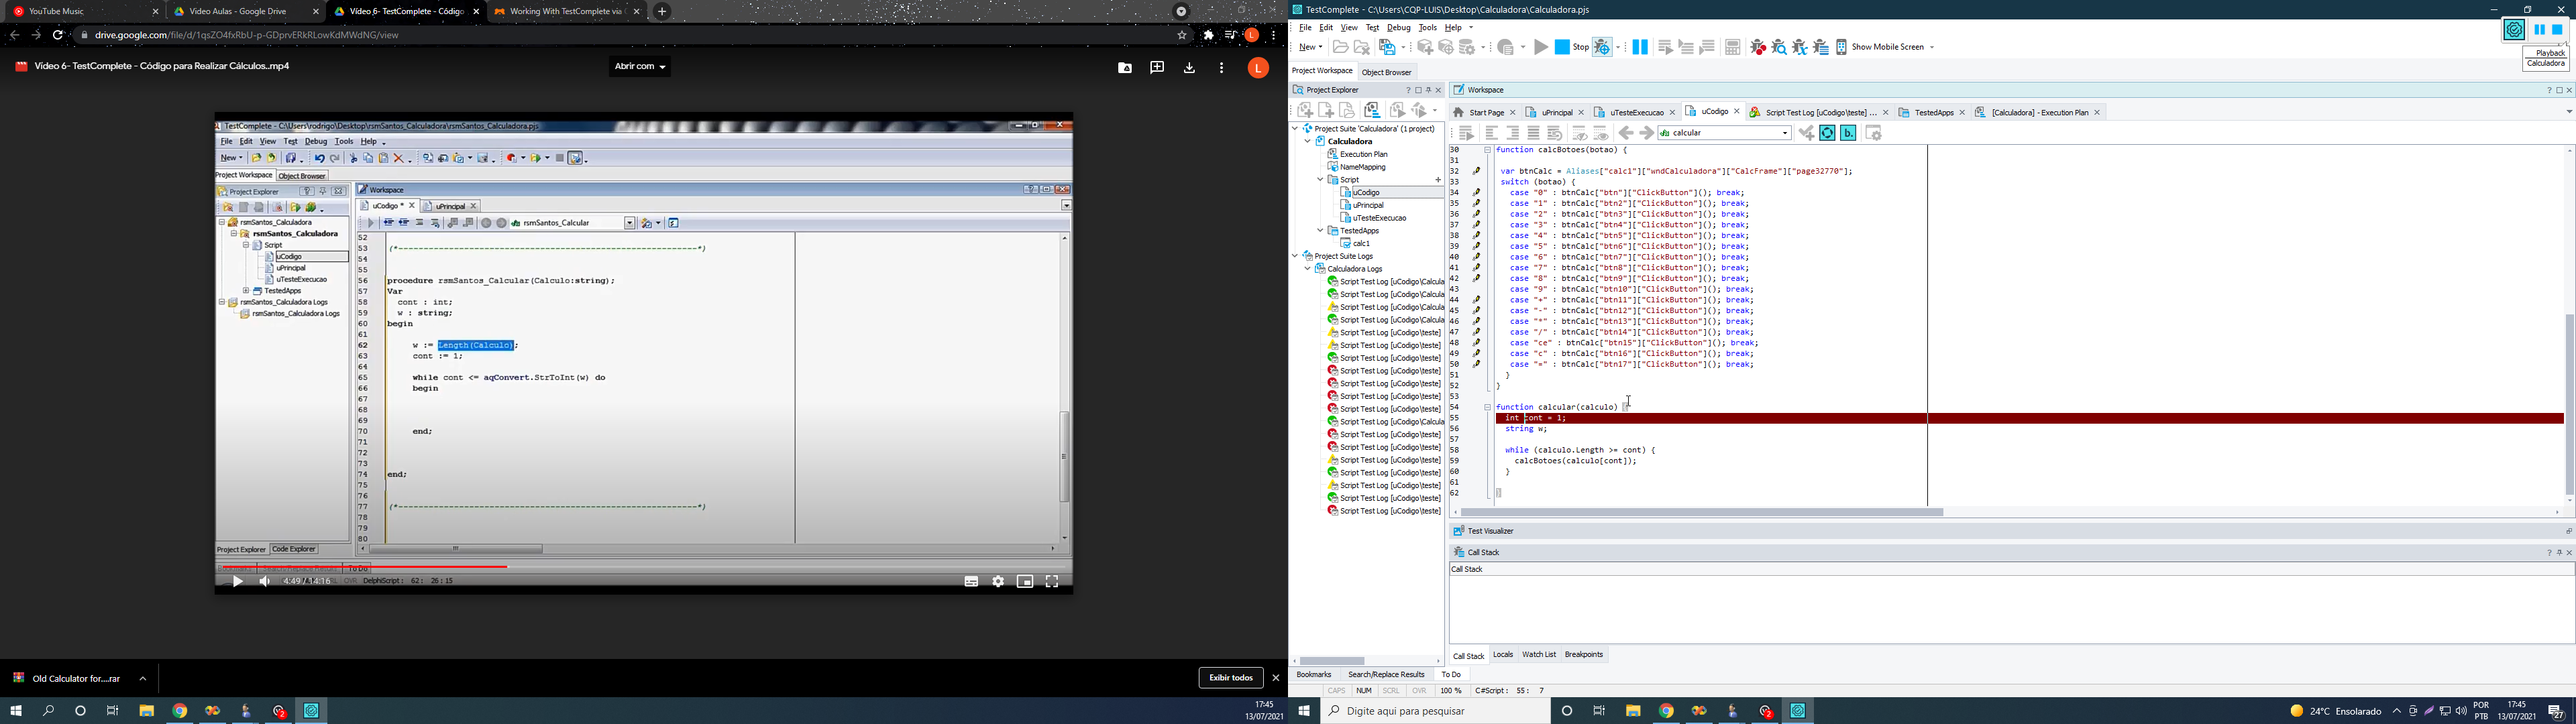 YouTube Music
Video Aulas - Google Drive
Vídeo 6- TestComplete - Código
Working With TestComplete via
drive.google.com/file/d/1qsZO4fxRbU-p-GDprvERkRLowKdMWdNG/view
Vídeo 6- TestComplete - Código para Realizar Cálculos..mp4
Abrir com
L
TestComplete - C:\Users\rodrigo\Desktop\rsmSantos_Calculadora\rsmSantos_Calculadora.pjs
File Edit View Test Debug Tools Help
New
Project Workspace Object Browser
Project Explorer
rsmSantos_Calculadora
rsmSantos_Calculadora
Script
uCodigo
uPrincipal
uTesteExecucao
TestedApps
rsmSantos_Calculadora Logs
rsmSantos_Calculadora Logs
Project Explorer Code Explorer
Workspace
uCodigo * uPrincipal
rsmSantos_Calcular
52
53 (*----------------------------------------------------------------*)
54
55
56 procedure rsmSantos_Calcular(Calculo:string);
57 Var
58 cont : int;
59 w : string;
60 begin
61
62 w := Length(Calculo);
63 cont := 1;
64
65 while cont <= aqConvert.StrToInt(w) do
66 begin
67
68
69
70 end;
71
72
73
74 end;
75
76
77 (*----------------------------------------------------------------*)
78
79
80
4:49 / 14:16
OVR DelphiScript: 62: 26:15
Old Calculator for....rar
Exibir todos
17:45
13/07/2021
TestComplete - C:\Users\CQP-LUIS\Desktop\Calculadora\Calculadora.pjs
File Edit View Test Debug Tools Help
New
Stop
Show Mobile Screen
Playback
Calculadora
Project Workspace Object Browser
Project Explorer
Project Suite 'Calculadora' (1 project)
Calculadora
Execution Plan
NameMapping
Script
uCodigo
uPrincipal
uTesteExecucao
TestedApps
calc1
Project Suite Logs
Calculadora Logs
Script Test Log [uCodigo\Calcula
Script Test Log [uCodigo\Calcula
Script Test Log [uCodigo\Calcula
Script Test Log [uCodigo\Calcula
Script Test Log [uCodigo\teste]
Script Test Log [uCodigo\teste]
Script Test Log [uCodigo\teste]
Script Test Log [uCodigo\teste]
Script Test Log [uCodigo\teste]
Script Test Log [uCodigo\teste]
Script Test Log [uCodigo\teste]
Script Test Log [uCodigo\Calcula
Script Test Log [uCodigo\teste]
Script Test Log [uCodigo\teste]
Script Test Log [uCodigo\teste]
Script Test Log [uCodigo\teste]
Script Test Log [uCodigo\teste]
Script Test Log [uCodigo\teste]
Script Test Log [uCodigo\teste]
Workspace
Start Page uPrincipal uTesteExecucao uCodigo Script Test Log [uCodigo\teste] ... TestedApps [Calculadora] - Execution Plan
calcular
30 function calcBotoes(botao) {
31
32 var btnCalc = Aliases["calc1"]["wndCalculadora"]["CalcFrame"]["page32770"];
33 switch (botao) {
34 case "0" : btnCalc["btn"]["ClickButton"](); break;
35 case "1" : btnCalc["btn2"]["ClickButton"](); break;
36 case "2" : btnCalc["btn3"]["ClickButton"](); break;
37 case "3" : btnCalc["btn4"]["ClickButton"](); break;
38 case "4" : btnCalc["btn5"]["ClickButton"](); break;
39 case "5" : btnCalc["btn6"]["ClickButton"](); break;
40 case "6" : btnCalc["btn7"]["ClickButton"](); break;
41 case "7" : btnCalc["btn8"]["ClickButton"](); break;
42 case "8" : btnCalc["btn9"]["ClickButton"](); break;
43 case "9" : btnCalc["btn10"]["ClickButton"](); break;
44 case "+" : btnCalc["btn11"]["ClickButton"](); break;
45 case "-" : btnCalc["btn12"]["ClickButton"](); break;
46 case "*" : btnCalc["btn13"]["ClickButton"](); break;
47 case "/" : btnCalc["btn14"]["ClickButton"](); break;
48 case "ce" : btnCalc["btn15"]["ClickButton"](); break;
49 case "c" : btnCalc["btn16"]["ClickButton"](); break;
50 case "=" : btnCalc["btn17"]["ClickButton"](); break;
51 }
52 }
53
54 function calcular(calculo) {
55 int cont = 1;
56 string w;
57
58 while (calculo.Length >= cont) {
59 calcBotoes(calculo[cont]);
60 }
61
62 }
Test Visualizer
Call Stack
Call Stack
Call Stack Locals Watch List Breakpoints
Bookmarks Search/Replace Results To Do
CAPS NUM SCRL OVR 100 % C#Script: 55: 7
Digite aqui para pesquisar
24°C Ensolarado
POR
PTB
17:45
13/07/2021
27